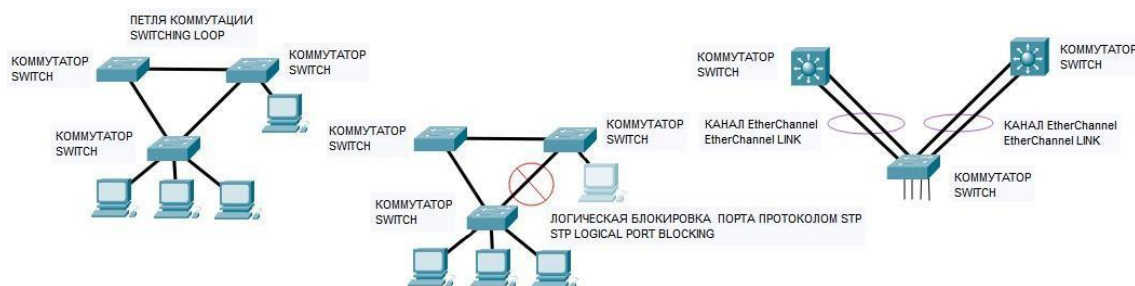 ПЕТЛЯ КОММУТАЦИИ
SWITCHING LOOP
КОММУТАТОР
SWITCH
КОММУТАТОР
SWITCH
КОММУТАТОР
SWITCH
КОММУТАТОР
SWITCH
КОММУТАТОР
SWITCH
КОММУТАТОР
SWITCH
ЛОГИЧЕСКАЯ БЛОКИРОВКА ПОРТА ПРОТОКОЛОМ STP
STP LOGICAL PORT BLOCKING
КОММУТАТОР
SWITCH
КОММУТАТОР
SWITCH
КАНАЛ EtherChannel
EtherChannel LINK
КАНАЛ EtherChannel
EtherChannel LINK
КОММУТАТОР
SWITCH